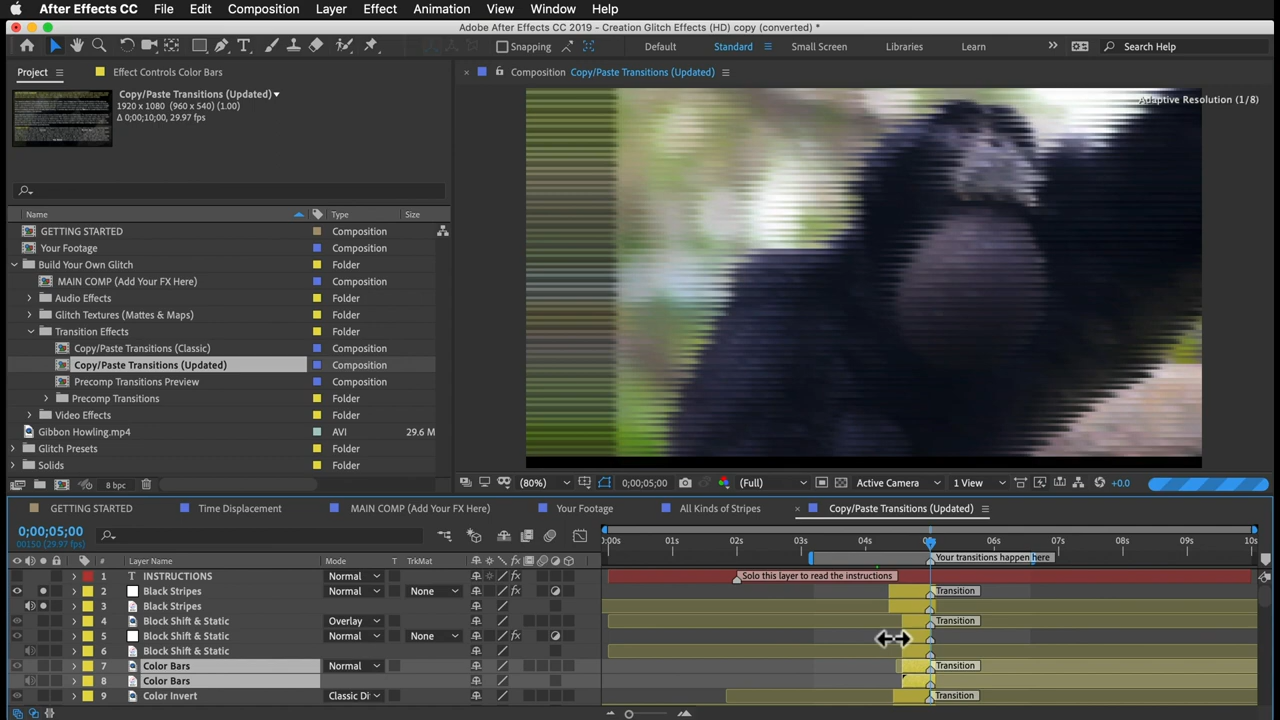 After Effects CC File Edit Composition Layer Effect Animation View Window Help
Adobe After Effects CC 2019 - Creation Glitch Effects (HD) copy (converted) *
Snapping Default Standard Small Screen Libraries Learn Search Help
Project Effect Controls Color Bars
Composition Copy/Paste Transitions (Updated)
Copy/Paste Transitions (Updated)
1920 x 1080 (960 x 540) (1.00)
Δ 0;00;10;00, 29.97 fps
Adaptive Resolution (1/8)
Name Type Size
GETTING STARTED Composition
Your Footage Composition
Build Your Own Glitch Folder
MAIN COMP (Add Your FX Here) Composition
Audio Effects Folder
Glitch Textures (Mattes & Maps) Folder
Transition Effects Folder
Copy/Paste Transitions (Classic) Composition
Copy/Paste Transitions (Updated) Composition
Precomp Transitions Preview Composition
Precomp Transitions Folder
Video Effects Folder
Gibbon Howling.mp4 AVI 29.6 M
Glitch Presets Folder
Solids Folder
8 bpc
(80%) 0;00;05;00 (Full) Active Camera 1 View +0.0
GETTING STARTED Time Displacement MAIN COMP (Add Your FX Here) Your Footage All Kinds of Stripes Copy/Paste Transitions (Updated)
0;00;05;00
00150 (29.97 fps)
0:00s 01s 02s 03s 04s 05s 06s 07s 08s 09s 10s
# Layer Name Mode T TrkMat
Your transitions happen here
1 T INSTRUCTIONS Normal Solo this layer to read the instructions
2 Black Stripes Normal None Transition
3 Black Stripes
4 Block Shift & Static Overlay Transition
5 Block Shift & Static Normal None
6 Block Shift & Static
7 Color Bars Normal Transition
8 Color Bars
9 Color Invert Classic Di Transition